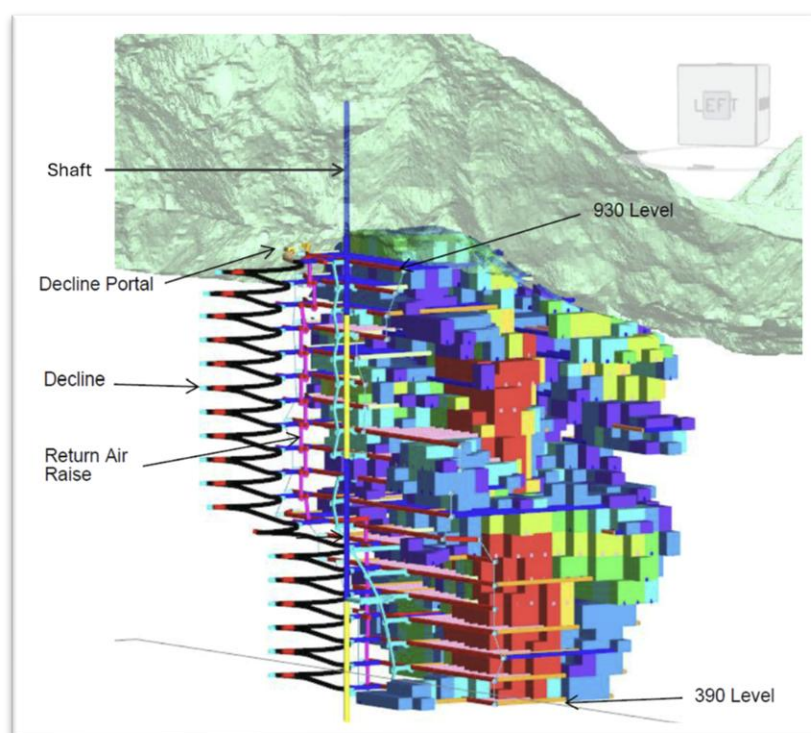 LEFT
Shaft
930 Level
Decline Portal
Decline
Return Air
Raise
390 Level